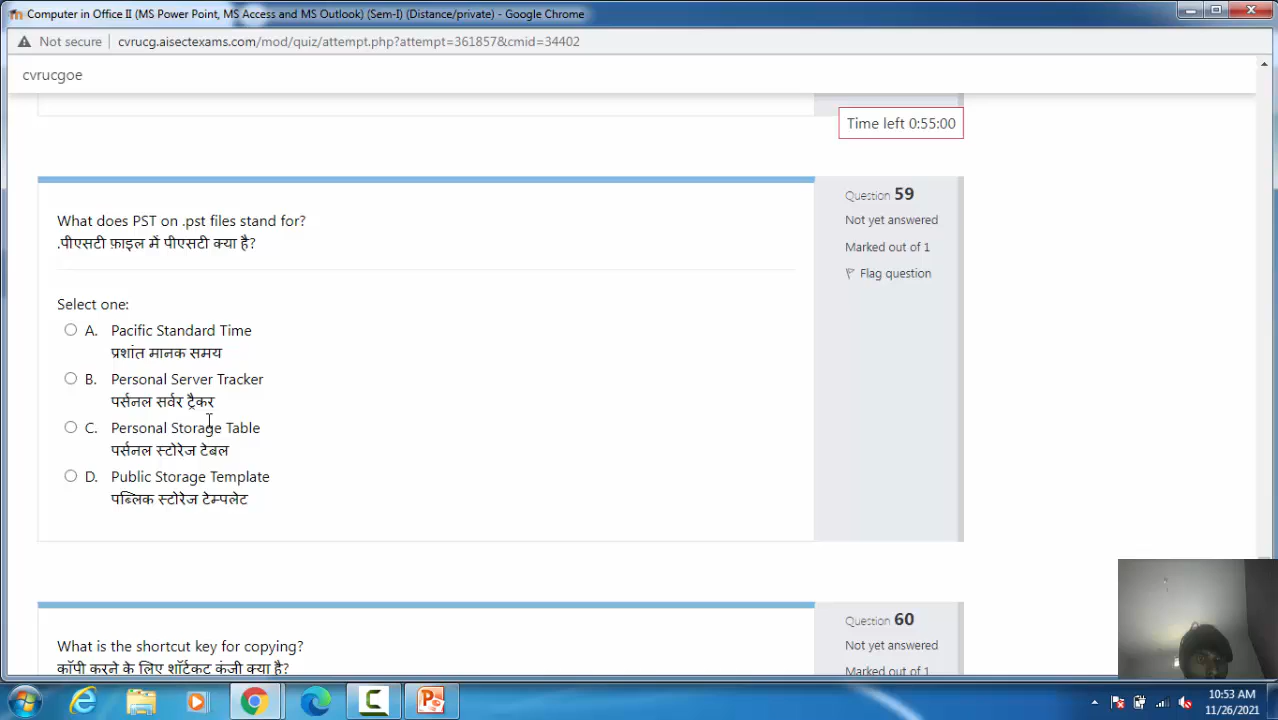 Computer in Office II (MS Power Point, MS Access and MS Outlook) (Sem-I) (Distance/private) - Google Chrome
Not secure | cvrucg.aisectexams.com/mod/quiz/attempt.php?attempt=361857&cmid=34402
cvrucgoe
Time left 0:55:00
What does PST on .pst files stand for?
.पीएसटी फ़ाइल में पीएसटी क्या है?
Select one:
A. Pacific Standard Time
प्रशांत मानक समय
B. Personal Server Tracker
पर्सनल सर्वर ट्रैकर
C. Personal Storage Table
पर्सनल स्टोरेज टेबल
D. Public Storage Template
पब्लिक स्टोरेज टेम्पलेट
Question 59
Not yet answered
Marked out of 1
Flag question
What is the shortcut key for copying?
कॉपी करने के लिए शॉर्टकट कंजी क्या है?
Question 60
Not yet answered
Marked out of 1
10:53 AM
11/26/2021